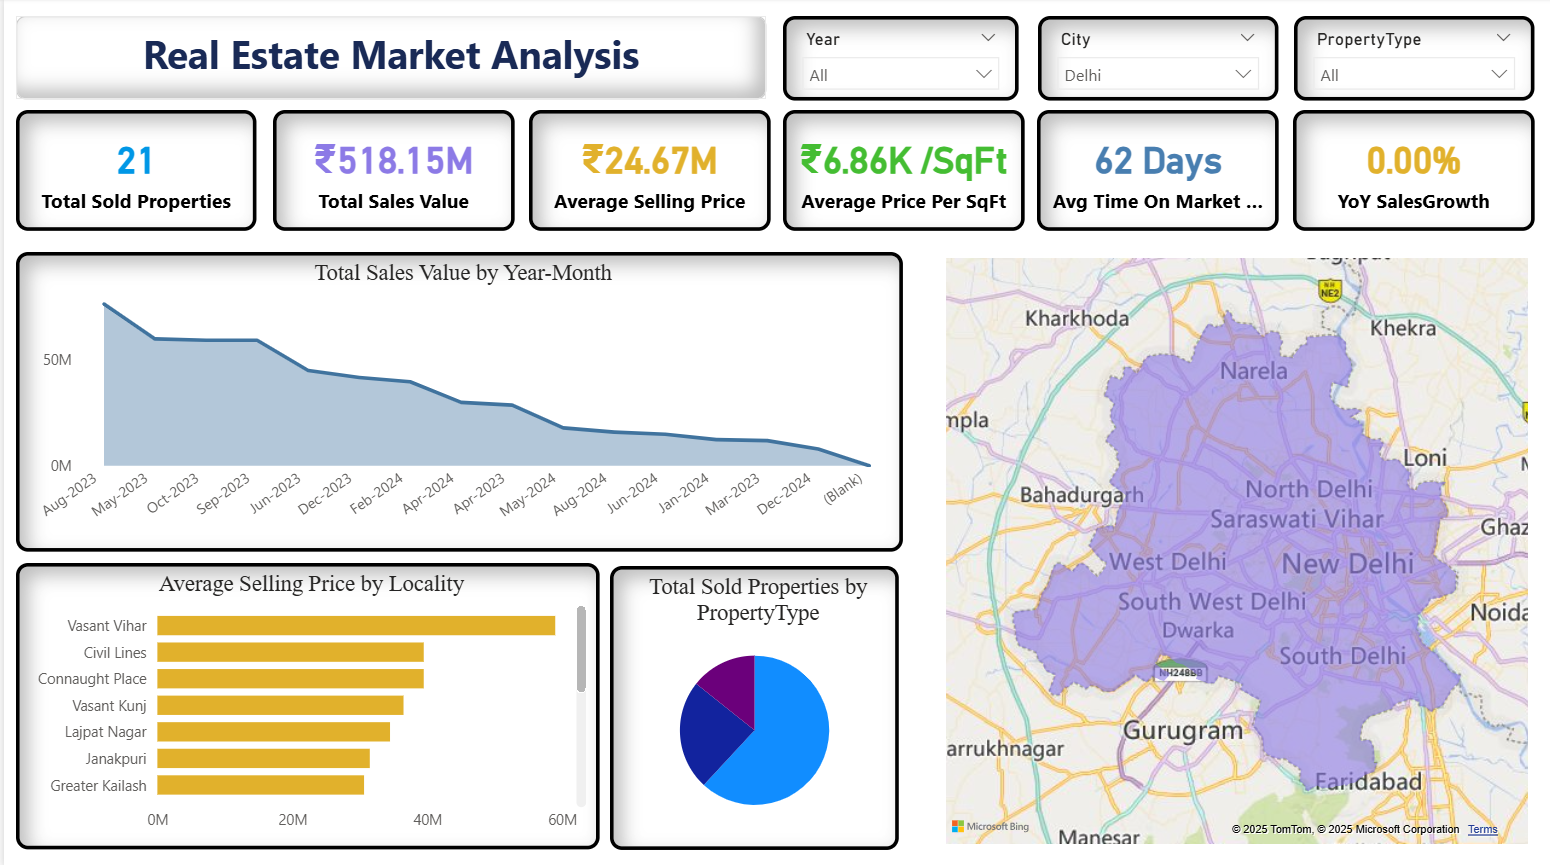 Real Estate Market Analysis
Year
All
City
Delhi
PropertyType
All
21
Total Sold Properties
₹518.15M
Total Sales Value
₹24.67M
Average Selling Price
₹6.86K /SqFt
Average Price Per SqFt
62 Days
Avg Time On Market ...
0.00%
YoY SalesGrowth
Total Sales Value by Year-Month
50M
0M
Aug-2023
May-2023
Oct-2023
Sep-2023
Jun-2023
Dec-2023
Feb-2024
Apr-2024
Apr-2023
May-2024
Aug-2024
Jun-2024
Jan-2024
Mar-2023
Dec-2024
(Blank)
Average Selling Price by Locality
Vasant Vihar
Civil Lines
Connaught Place
Vasant Kunj
Lajpat Nagar
Janakpuri
Greater Kailash
0M
20M
40M
60M
Total Sold Properties by
PropertyType
NE2
Kharkhoda
Khekra
Narela
mpla
Loni
Bahadurgarh
North Delhi
Saraswati Vihar
Ghaz
West Delhi
New Delhi
South West Delhi
Noida
Dwarka
South Delhi
NH248BB
Gurugram
arrukhnagar
Faridabad
Manesar
Microsoft Bing
© 2025 TomTom, © 2025 Microsoft Corporation Terms